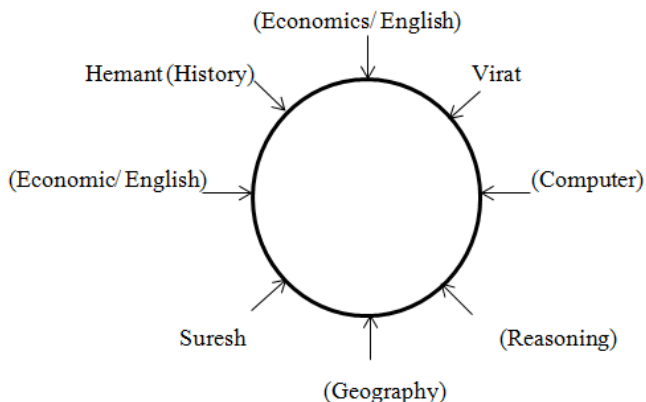 (Economics/ English)
Hemant (History)
Virat
(Economic/ English)
(Computer)
Suresh
(Reasoning)
(Geography)